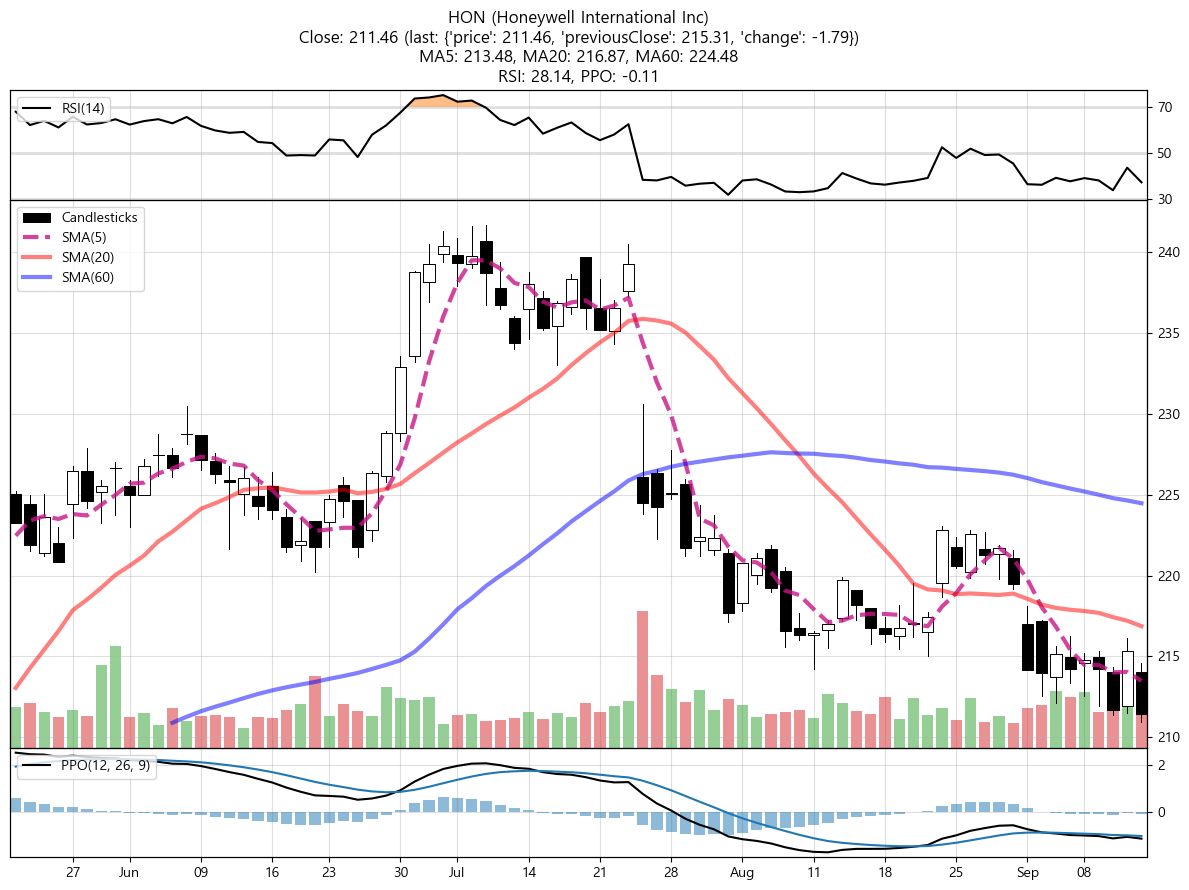 HON (Honeywell International Inc)
Close: 211.46 (last: {'price': 211.46, 'previousClose': 215.31, 'change': -1.79})
MA5: 213.48, MA20: 216.87, MA60: 224.48
RSI: 28.14, PPO: -0.11
RSI(14)
70
50
30
Candlesticks
SMA(5)
SMA(20)
SMA(60)
240
235
230
225
220
215
210
PPO(12, 26, 9)
2
0
27 Jun 09 16 23 30 Jul 14 21 28 Aug 11 18 25 Sep 08